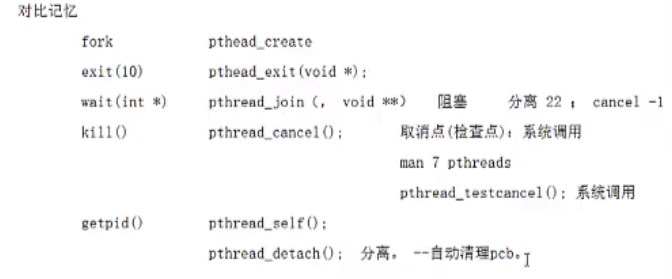 对比记忆
fork pthead_create
exit(10) pthead_exit(void *);
wait(int *) pthread_join（, void **） 阻塞 分离 22 ； cancel -1
kill() pthread_cancel(); 取消点(检查点)：系统调用
man 7 pthreads
pthread_testcancel(); 系统调用
getpid() pthread_self();
pthread_detach(); 分离。 --自动清理pcb。